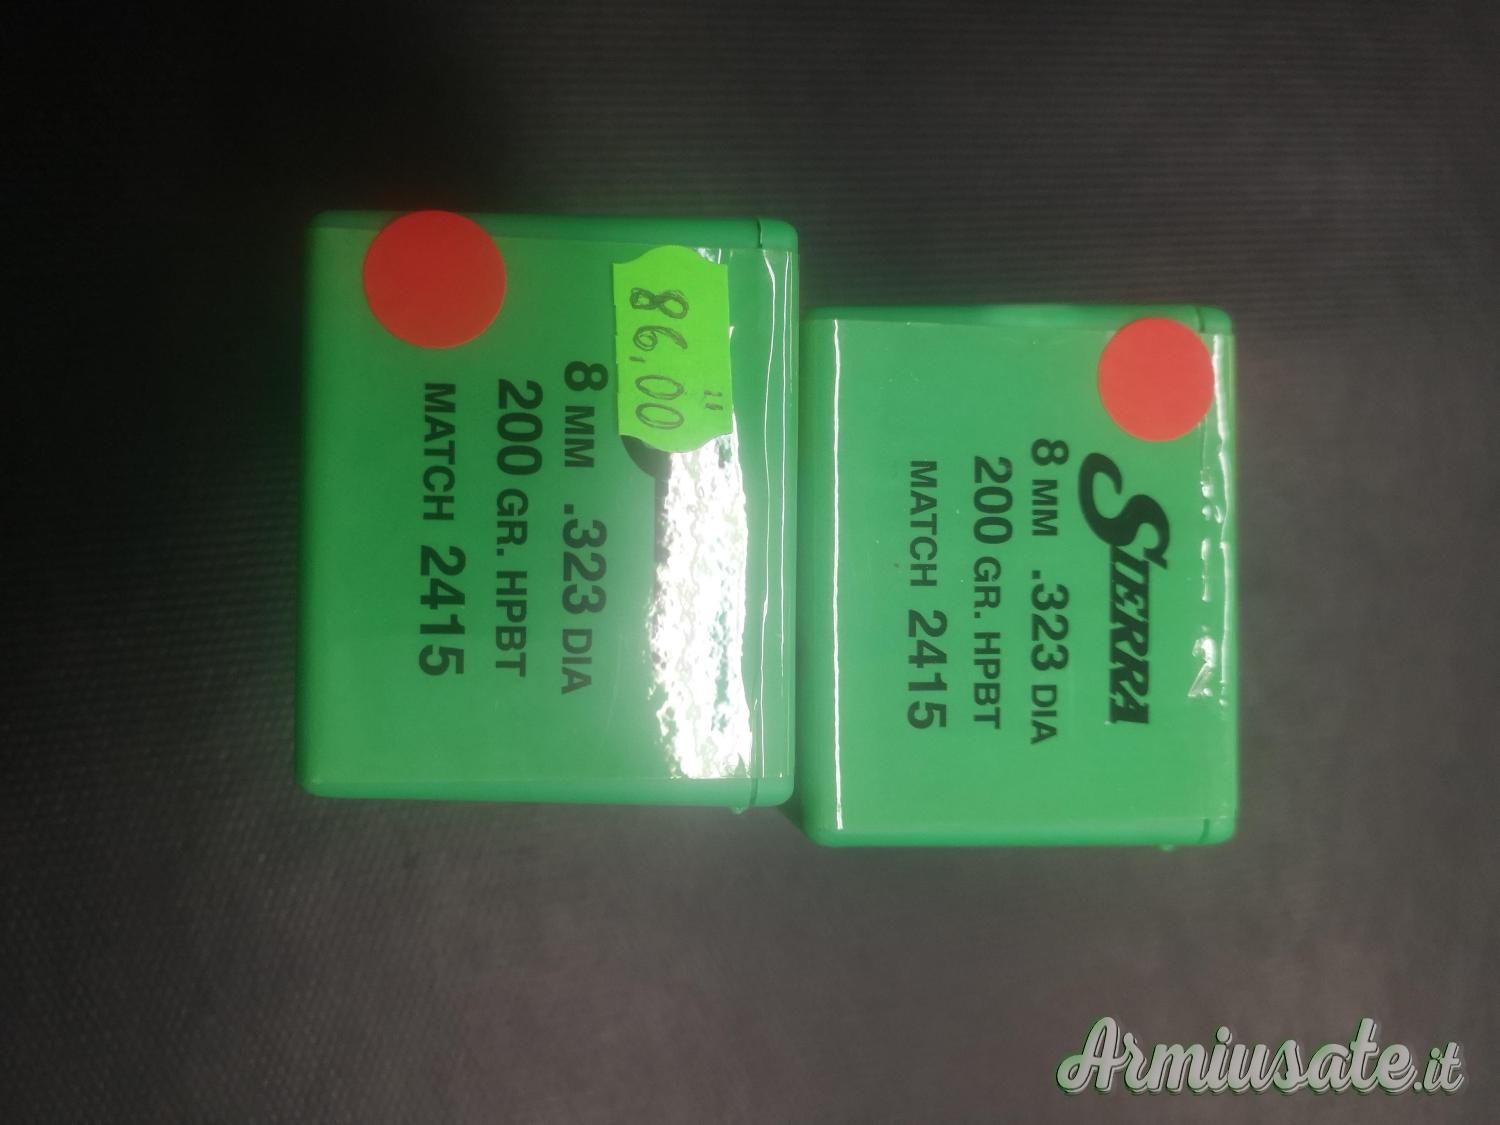 86,00
8 MM .323 DIA
200 GR. HPBT
MATCH 2415
SIERRA
8 MM .323 DIA
200 GR. HPBT
MATCH 2415
Armiusate.it